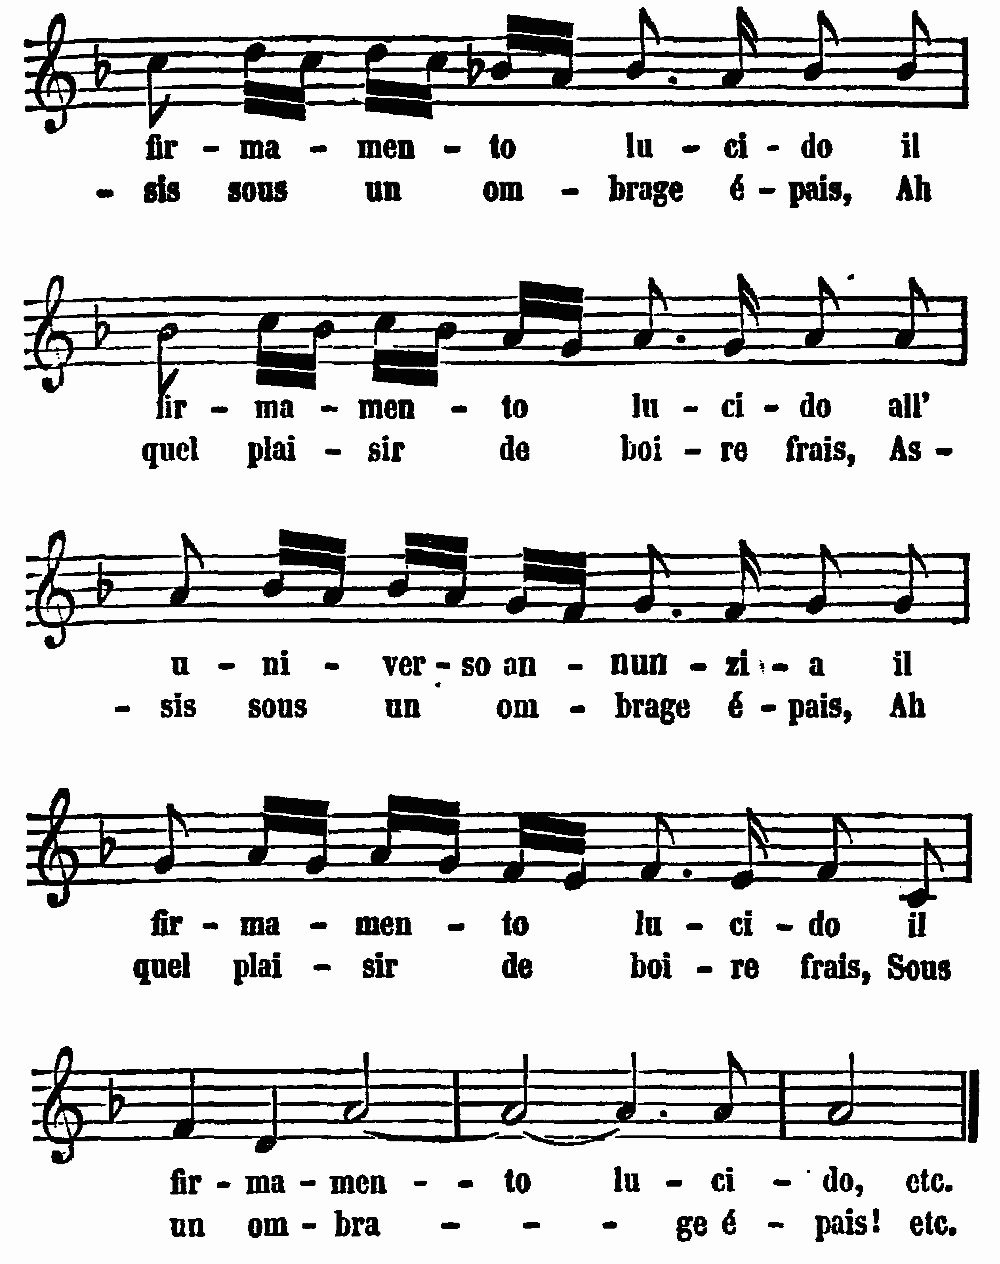 fir - ma - men - to lu - ci - do il
- sis sous un om - brage é - pais, Ah
fir - ma - men - to lu - ci - do all'
quel plai - sir de boi - re frais, As -
u - ni - ver - so an - nun - zi - a il
- sis sous un om - brage é - pais, Ah
fir - ma - men - to lu - ci - do il
quel plai - sir de boi - re frais, Sous
fir - ma - men - - to lu - ci - do, etc.
un om - bra - - - ge é - pais! etc.